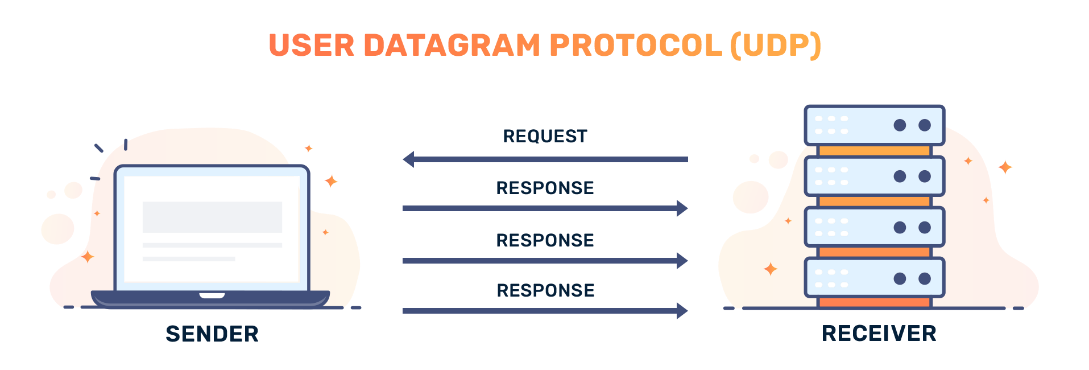 USER DATAGRAM PROTOCOL (UDP)
REQUEST
RESPONSE
RESPONSE
RESPONSE
SENDER
RECEIVER